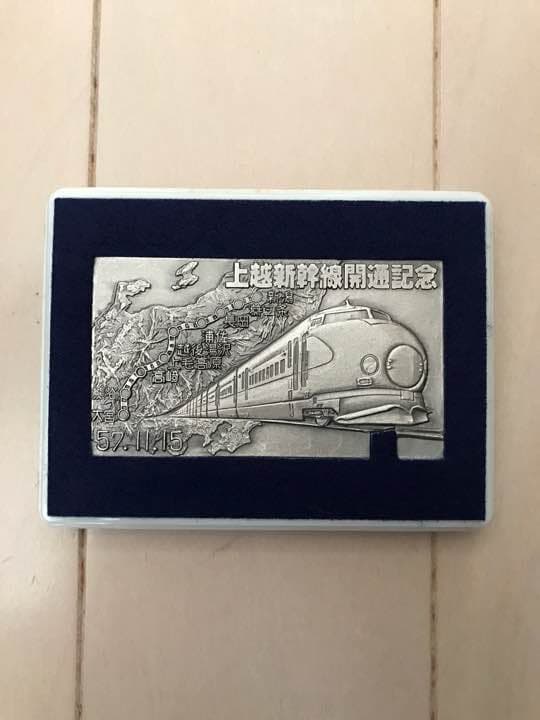 上越新幹線開通記念
新潟
燕三条
長岡
浦佐
越後湯沢
上毛高原
高崎
大宮
57.11.15